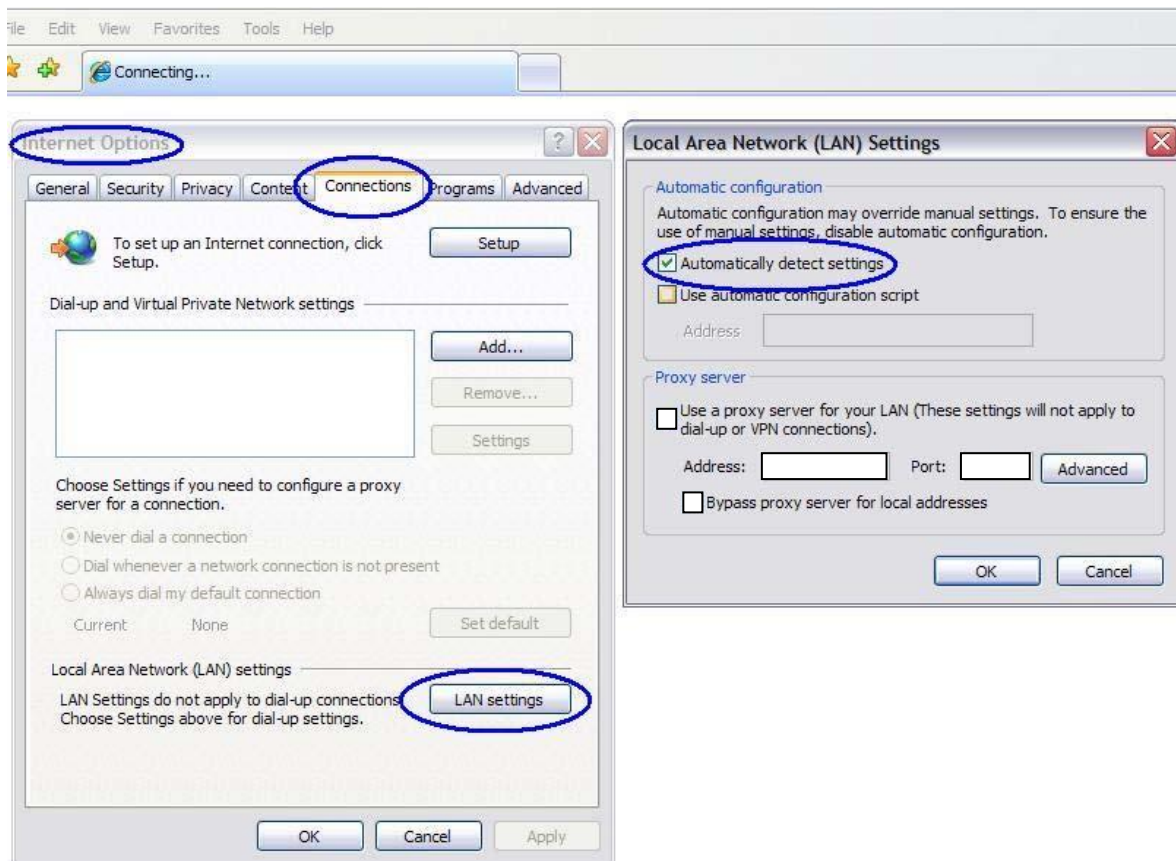 File Edit View Favorites Tools Help
Connecting...
Internet Options
General Security Privacy Content Connections Programs Advanced
To set up an Internet connection, click
Setup.
Setup
Dial-up and Virtual Private Network settings
Add...
Remove...
Settings
Choose Settings if you need to configure a proxy
server for a connection.
Never dial a connection
Dial whenever a network connection is not present
Always dial my default connection
Current None
Set default
Local Area Network (LAN) settings
LAN Settings do not apply to dial-up connections
Choose Settings above for dial-up settings.
LAN settings
OK Cancel Apply
Local Area Network (LAN) Settings
Automatic configuration
Automatic configuration may override manual settings. To ensure the
use of manual settings, disable automatic configuration.
Automatically detect settings
Use automatic configuration script
Address
Proxy server
Use a proxy server for your LAN (These settings will not apply to
dial-up or VPN connections).
Address: Port: Advanced
Bypass proxy server for local addresses
OK Cancel